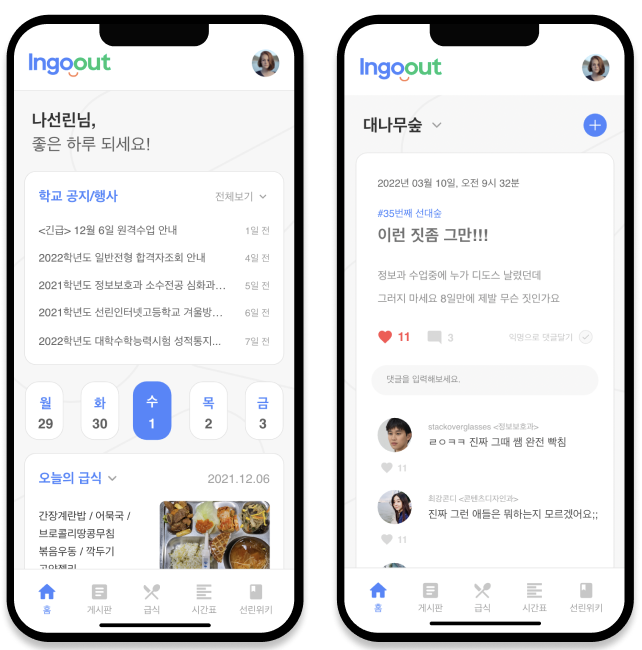 Ingoout
나선린님,
좋은 하루 되세요!
학교 공지/행사
전체보기
<긴급> 12월 6일 원격수업 안내
1일 전
2022학년도 일반전형 합격자조회 안내
4일 전
2021학년도 정보보호과 소수전공 심화과...
5일 전
2021학년도 선린인터넷고등학교 겨울방...
6일 전
2022학년도 대학수학능력시험 성적통지...
7일 전
월
29
화
30
수
1
목
2
금
3
오늘의 급식
2021.12.06
간장계란밥 / 어묵국 /
브로콜리땅콩무침
볶음우동 / 깍두기
홈
게시판
급식
시간표
선린위키
Ingoout
대나무숲
2022년 03월 10일, 오전 9시 32분
#35번째 선대숲
이런 짓좀 그만!!!
정보과 수업중에 누가 디도스 날렸던데
그러지 마세요 8일만에 제발 무슨 짓인가요
11
3
익명으로 댓글달기
댓글을 입력해보세요.
stackoverglasses <정보보호과>
ㄹㅇㅋㅋ 진짜 그때 쌤 완전 빡침
11
최강콘디 <콘텐츠디자인과>
진짜 그런 애들은 뭐하는지 모르겠어요;;
11
홈
게시판
급식
시간표
선린위키